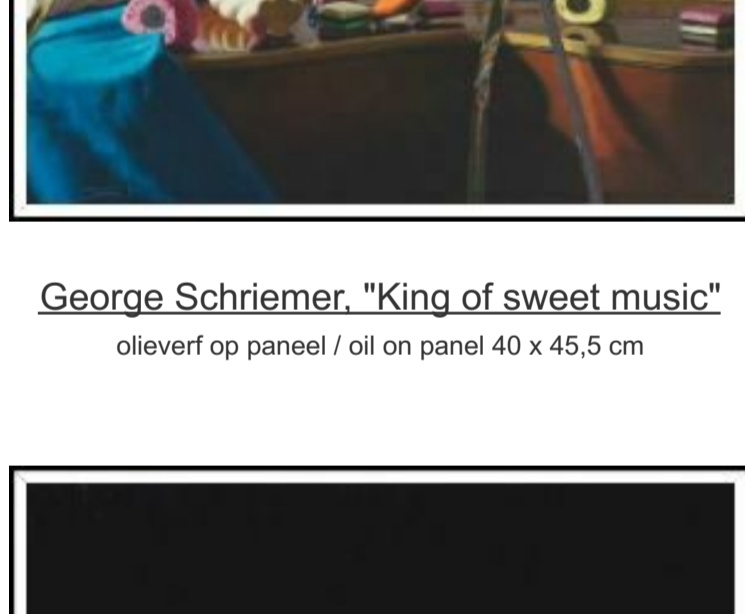 George Schriemer, "King of sweet music"
olieverf op paneel / oil on panel 40 x 45,5 cm